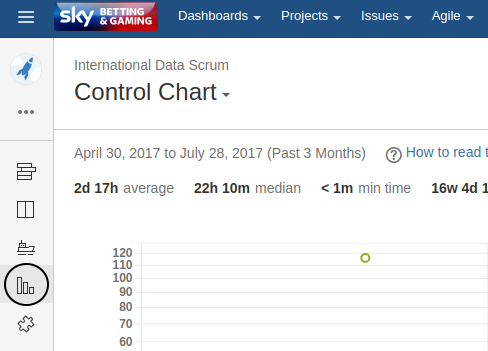 sky BETTING & GAMING Dashboards Projects Issues Agile
International Data Scrum
Control Chart
April 30, 2017 to July 28, 2017 (Past 3 Months) ? How to read t
2d 17h average 22h 10m median < 1m min time 16w 4d 1
120
110
100
90
80
70
60